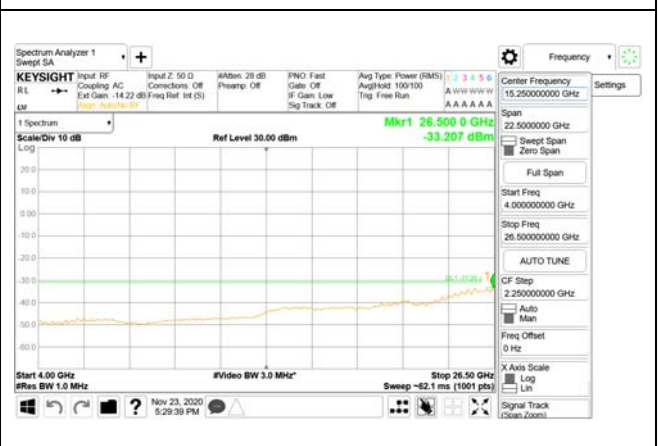 Spectrum Analyzer 1
Swept SA
Frequency
Settings
KEYSIGHT
RL
Input: RF
Coupling: AC
Ext Gain: -14.22 dB
Align: Auto/No RF
Input Z: 50 Ω
Corrections: Off
Freq Ref: Int (S)
#Atten: 28 dB
Preamp: Off
PNO: Fast
Gate: Off
IF Gain: Low
Sig Track: Off
Avg Type: Power (RMS)
Avg|Hold: 100/100
Trig: Free Run
1 2 3 4 5 6
A W W W W W
A A A A A A
1 Spectrum
Scale/Div 10 dB
Log
Ref Level 30.00 dBm
Mkr1 26.500 0 GHz
-33.207 dBm
20.0
10.0
0.00
-10.0
-20.0
-30.0
-40.0
-50.0
-60.0
1
Start 4.00 GHz
#Res BW 1.0 MHz
#Video BW 3.0 MHz*
Stop 26.50 GHz
Sweep ~62.1 ms (1001 pts)
Nov 23, 2020
5:29:39 PM
Center Frequency
15.250000000 GHz
Span
22.5000000 GHz
Swept Span
Zero Span
Full Span
Start Freq
4.000000000 GHz
Stop Freq
26.500000000 GHz
AUTO TUNE
CF Step
2.250000000 GHz
Auto
Man
Freq Offset
0 Hz
X Axis Scale
Log
Lin
Signal Track
(Span Zoom)